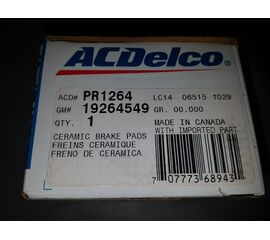 ACDelco
ACD# PR1264 LC14 06515 1029
GM# 19264549 GR. 00.000
QTY. 1 MADE IN CANADA
WITH IMPORTED PART
CERAMIC BRAKE PADS
FREINS CERAMIQUE
FRENO DE CERAMICA
7 07773 68943